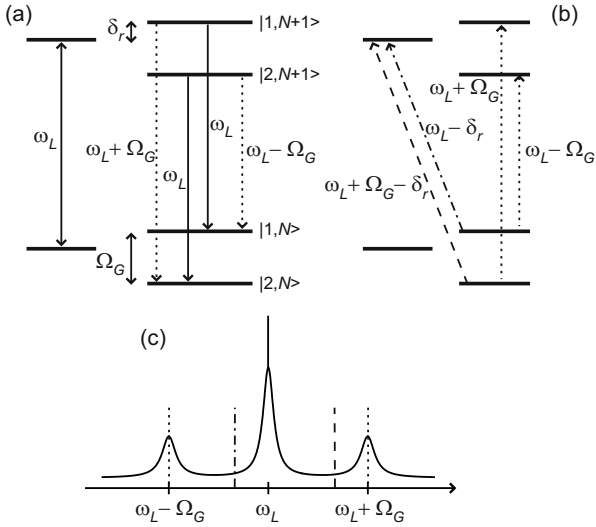 (a)
δr
|1,N+1>
|2,N+1>
ωL
ωL+ ΩG
ωL
ωL
ωL− ΩG
|1,N>
ΩG
|2,N>
(b)
ωL+ ΩG
ωL− δr
ωL− ΩG
ωL+ ΩG− δr
(c)
ωL− ΩG
ωL
ωL+ ΩG